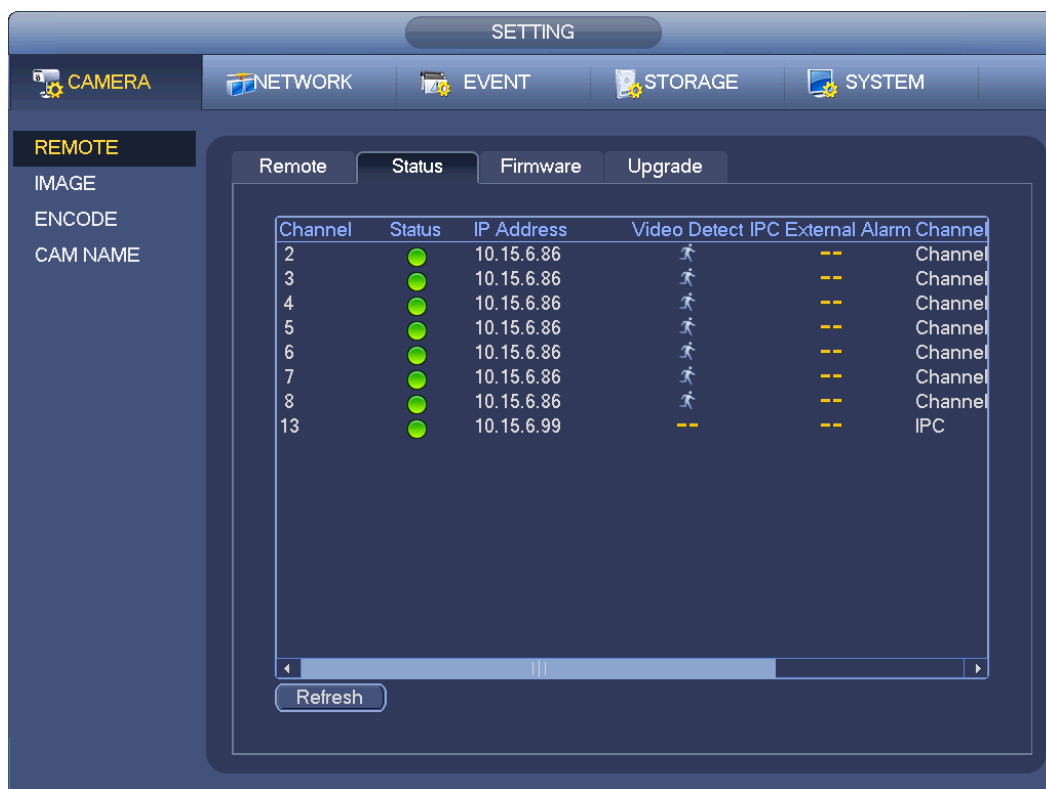 SETTING
CAMERA NETWORK EVENT STORAGE SYSTEM
REMOTE
IMAGE
ENCODE
CAM NAME
Remote Status Firmware Upgrade
Channel Status IP Address Video Detect IPC External Alarm Channel
2 10.15.6.86 -- Channel
3 10.15.6.86 -- Channel
4 10.15.6.86 -- Channel
5 10.15.6.86 -- Channel
6 10.15.6.86 -- Channel
7 10.15.6.86 -- Channel
8 10.15.6.86 -- Channel
13 10.15.6.99 -- -- IPC
Refresh